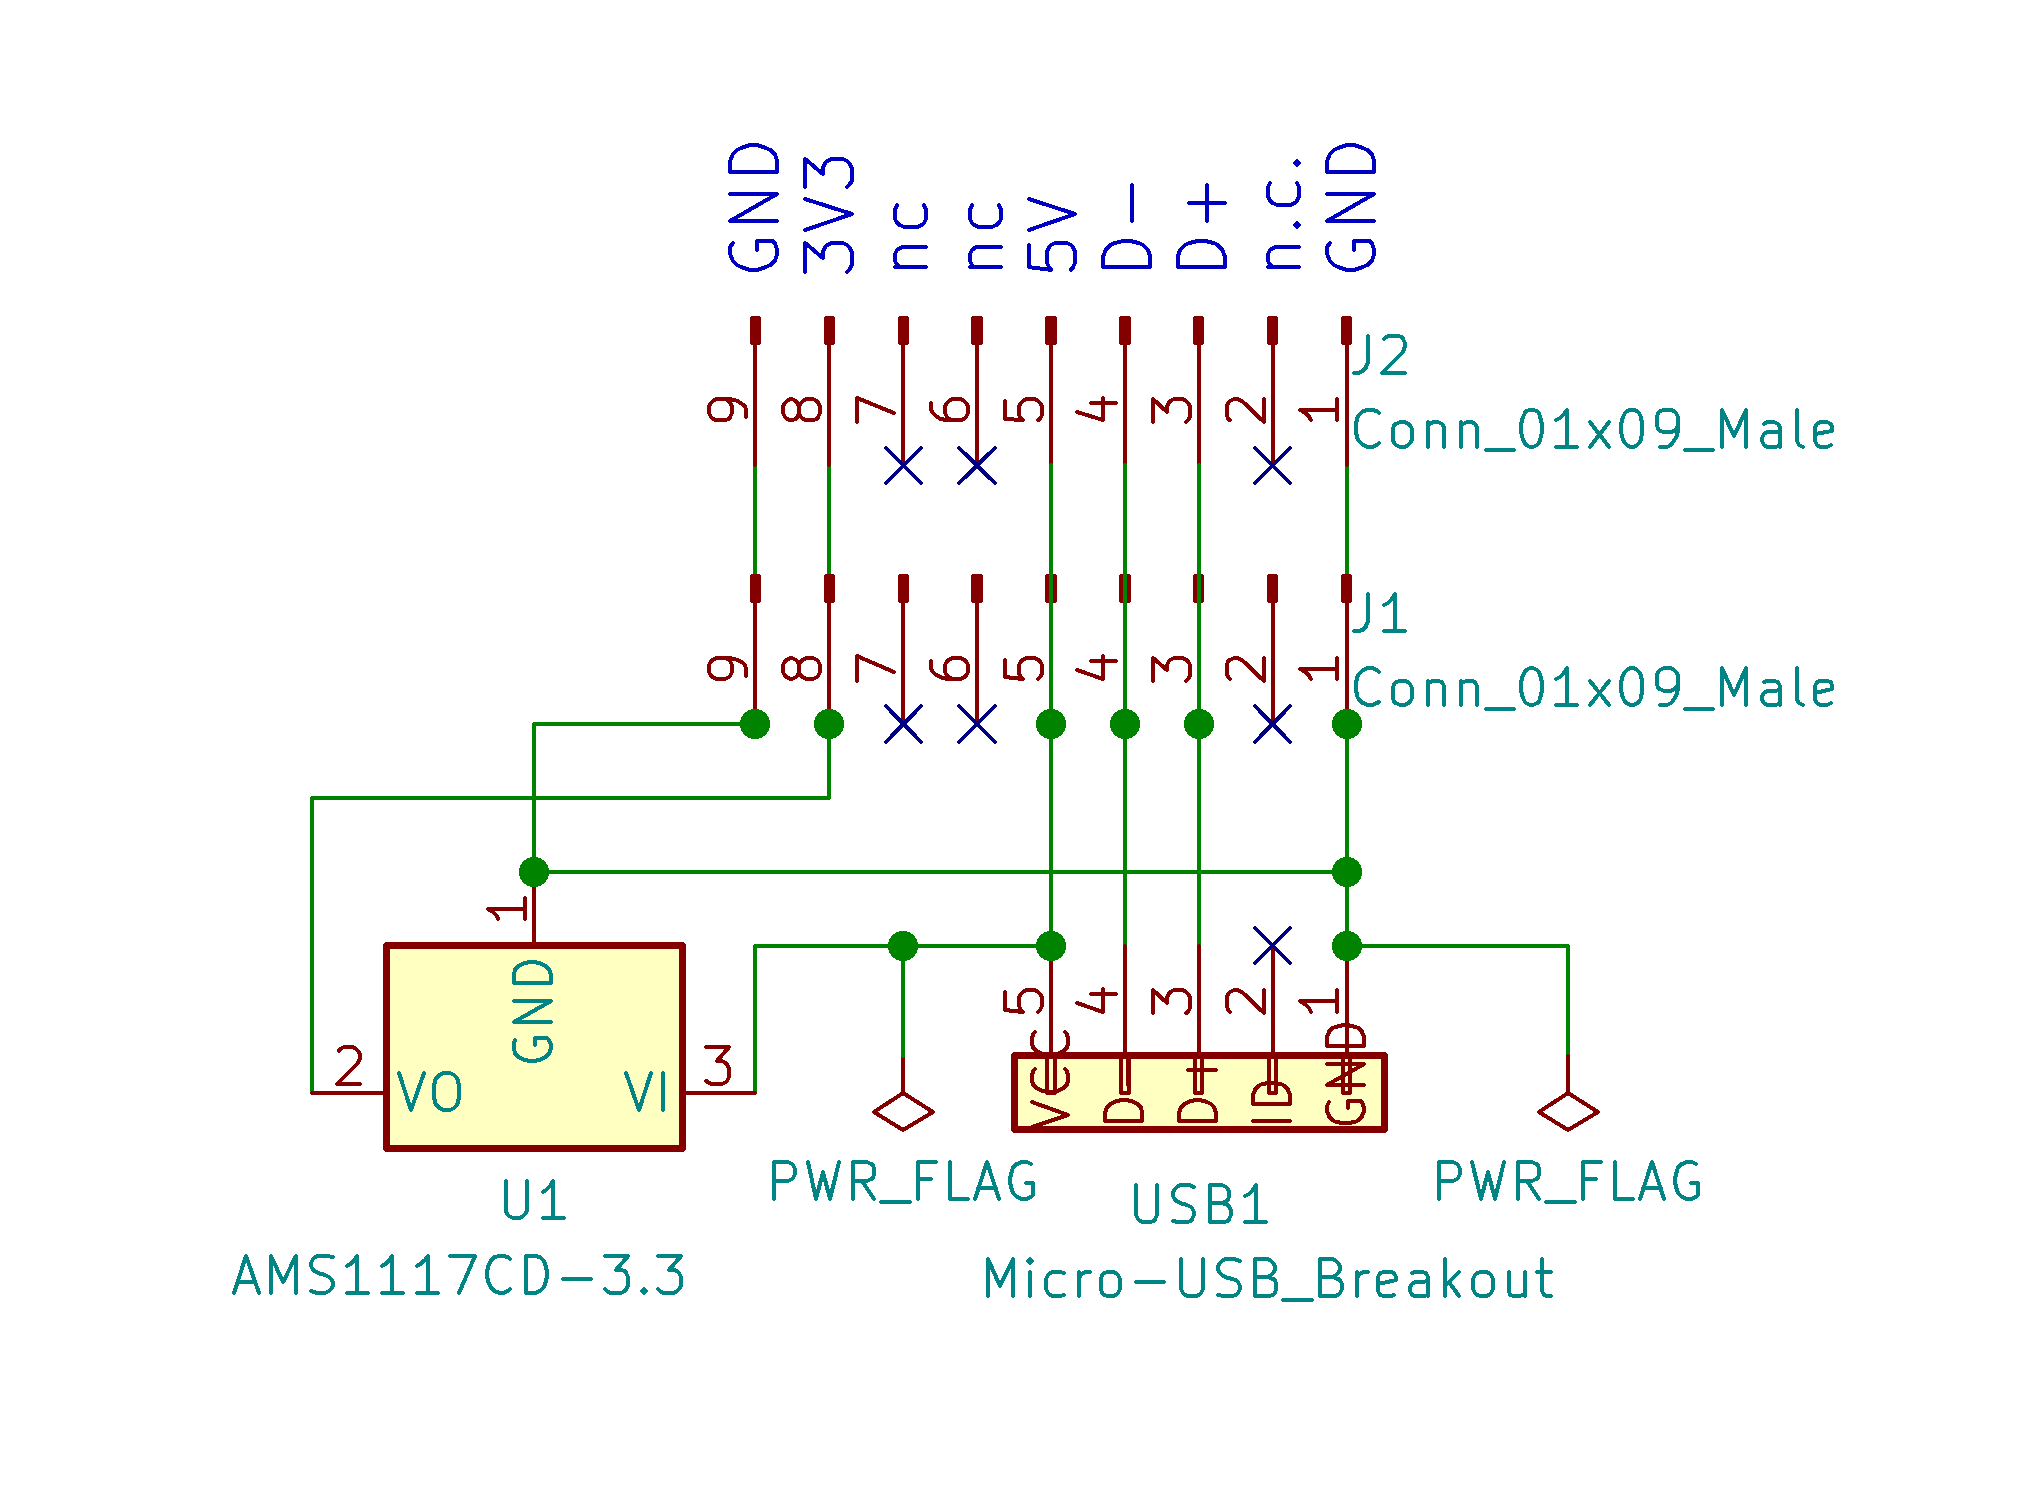 GND 3V3 nc nc 5V D- D+ n.c. GND
J2
9 8 7 6 5 4 3 2 1
Conn_01x09_Male
J1
9 8 7 6 5 4 3 2 1
Conn_01x09_Male
1
GND
2 VO VI 3
5 4 3 2 1
VCC D- D+ ID GND
PWR_FLAG
PWR_FLAG
U1
USB1
AMS1117CD-3.3
Micro-USB_Breakout